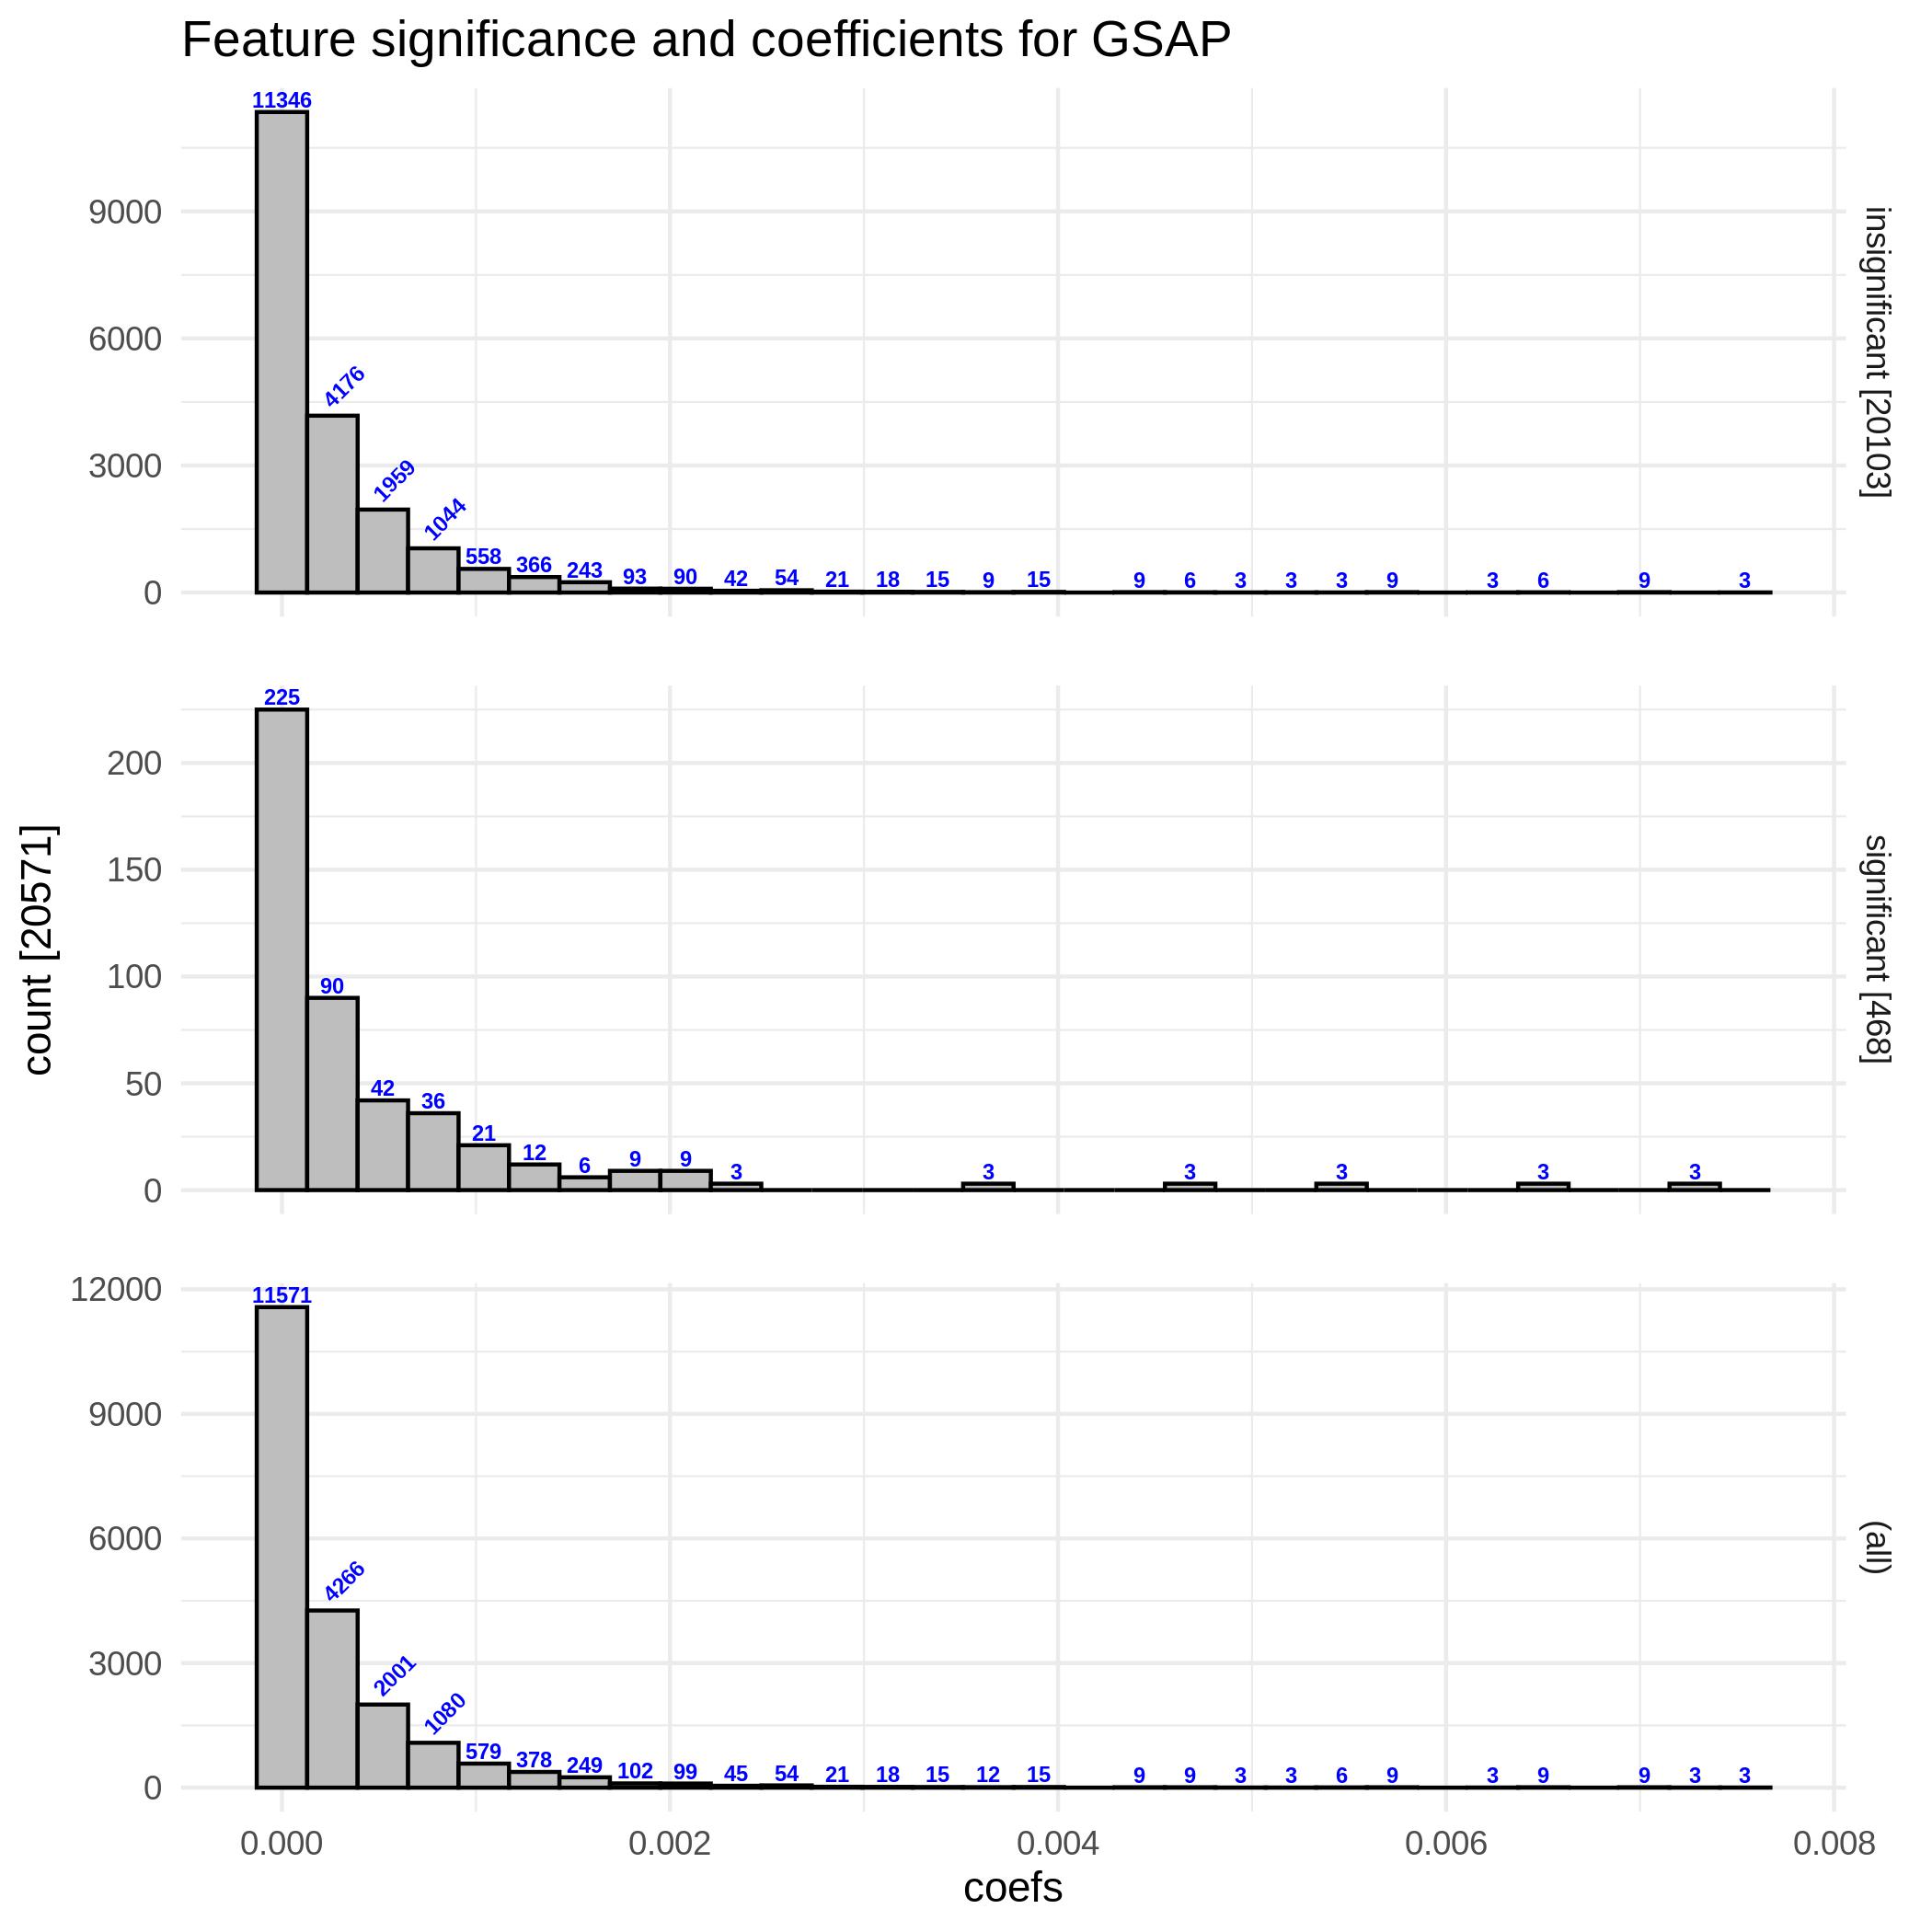 Feature significance and coefficients for GSAP
11346
9000
6000
3000
0
4176
1959
1044
558 366 243 93 90 42 54 21 18 15 9 15 9 6 3 3 3 9 3 6 9 3
insignificant [20103]
225
200
150
100
50
0
90
42 36 21 12 6 9 9 3 3 3 3 3 3
significant [468]
count [20571]
12000
9000
6000
3000
0
11571
4266
2001
1080
579 378 249 102 99 45 54 21 18 15 12 15 9 9 3 3 6 9 3 9 9 3 3
(all)
0.000 0.002 0.004 0.006 0.008
coefs